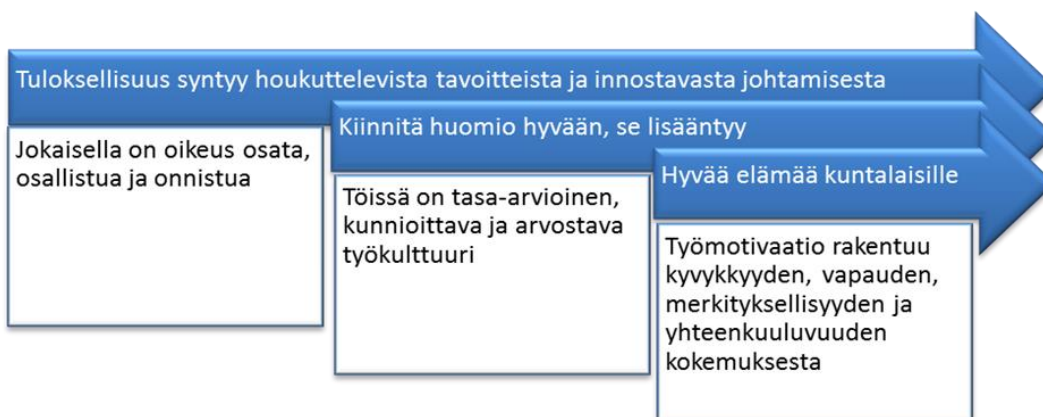 Tuloksellisuus syntyy houkuttelevista tavoitteista ja innostavasta johtamisesta
Jokaisella on oikeus osata,
osallistua ja onnistua
Kiinnitä huomio hyvään, se lisääntyy
Töissä on tasa-arvioinen,
kunnioittava ja arvostava
työkulttuuri
Hyvää elämää kuntalaisille
Työmotivaatio rakentuu
kyvykkyyden, vapauden,
merkityksellisyyden ja
yhteenkuuluvuuden
kokemuksesta